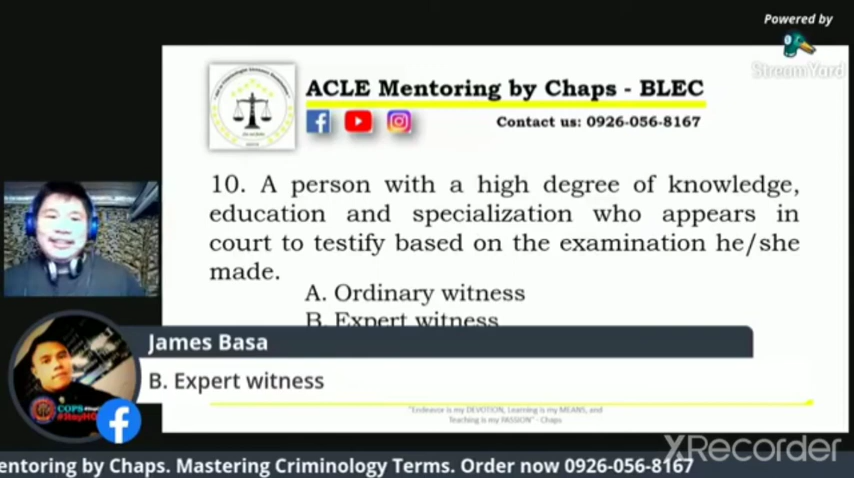 Powered by
StreamYard
ACLE Mentoring by Chaps - BLEC
Contact us: 0926-056-8167
10. A person with a high degree of knowledge,
education and specialization who appears in
court to testify based on the examination he/she
made.
A. Ordinary witness
B. Expert witness
James Basa
B. Expert witness
COPS
"Endeavor is my DEVOTION, Learning is my MEANS, and
Teaching is my PASSION" - Chaps
XRecorder
entoring by Chaps. Mastering Criminology Terms. Order now 0926-056-8167